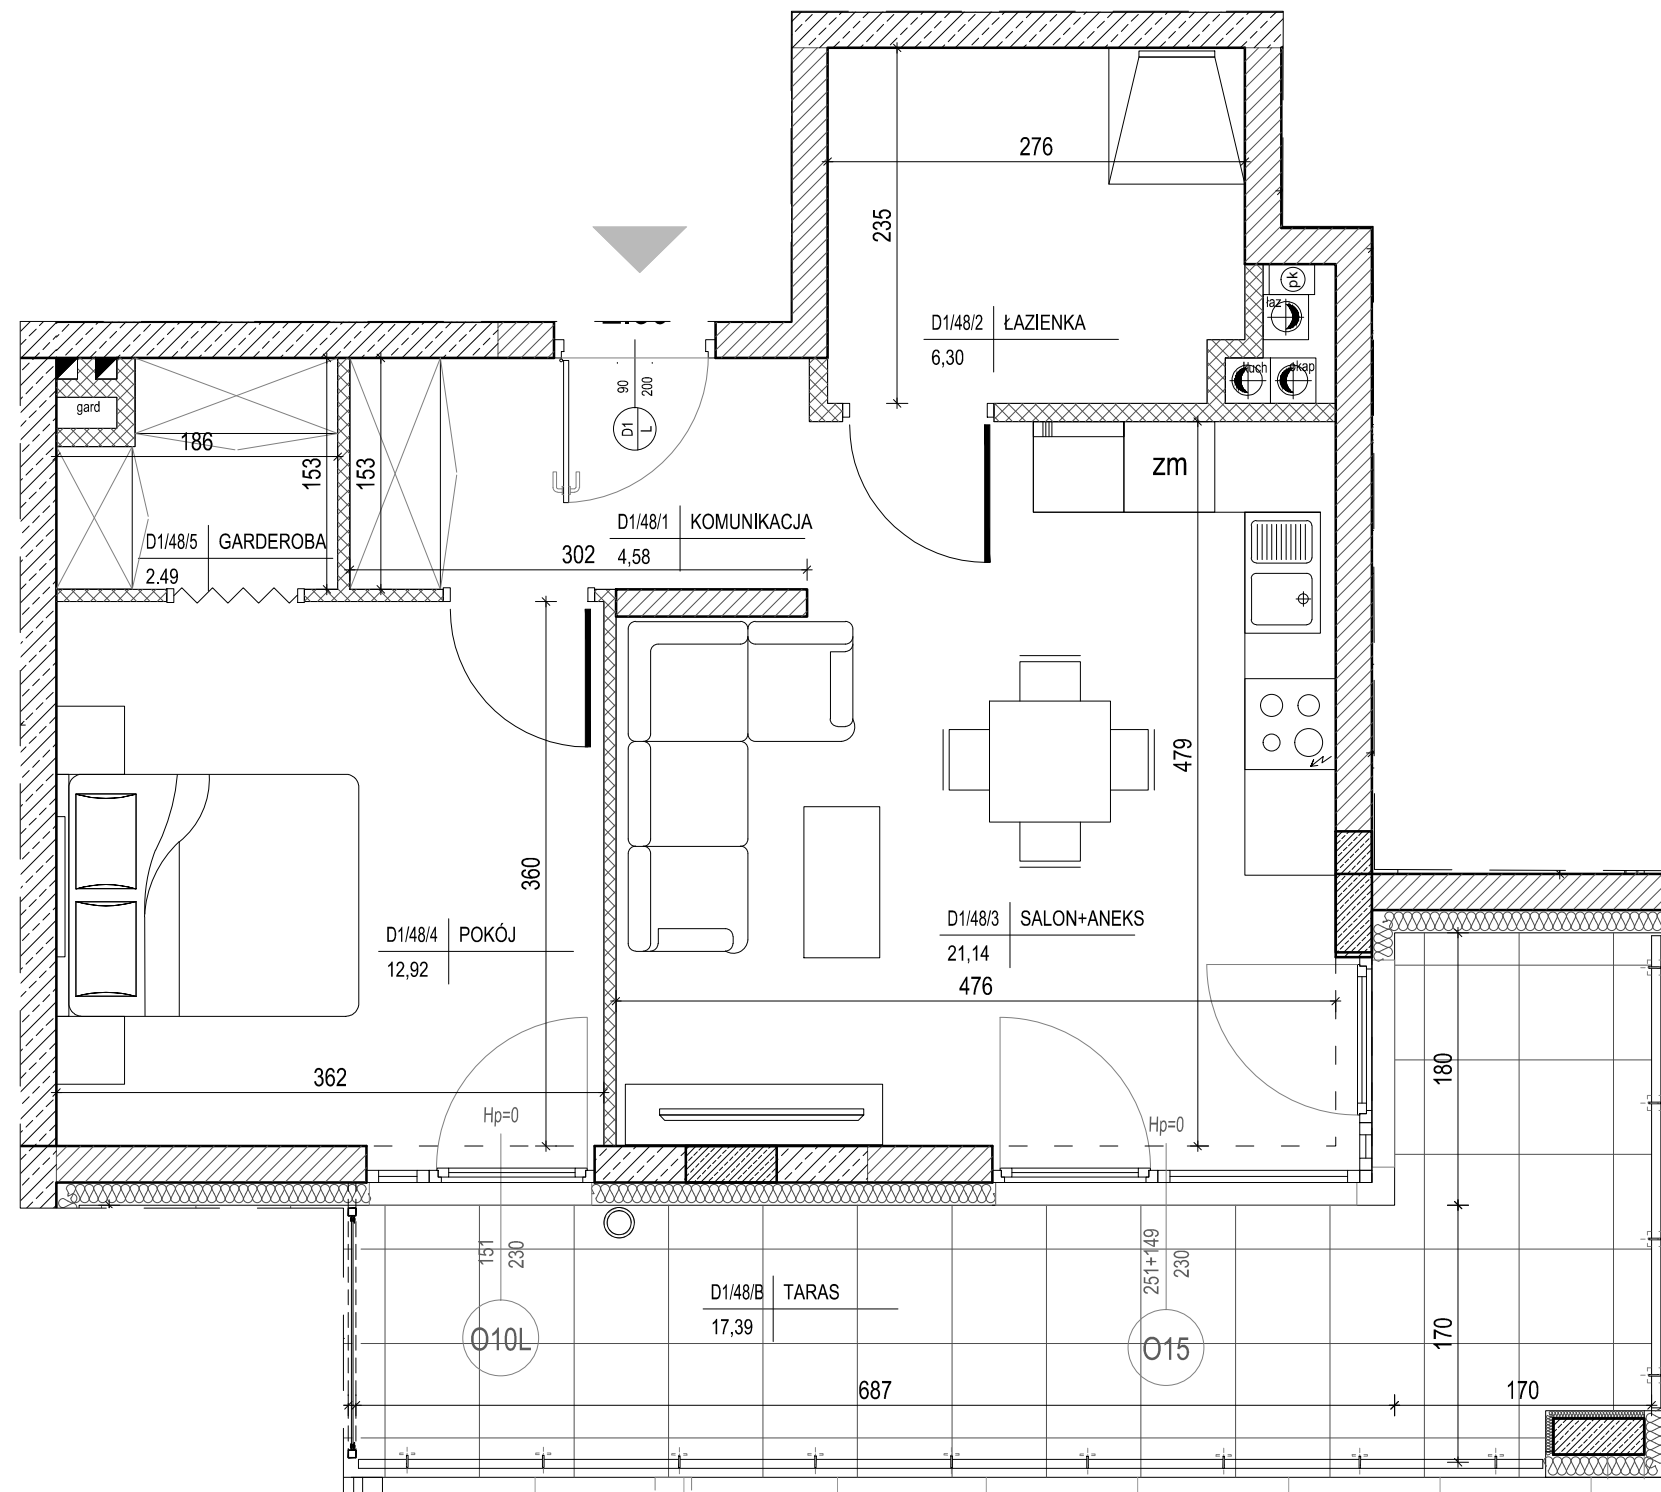 276
235
pk
łaz
D1/48/2 ŁAZIENKA
6,30
kuch okap
90
200
D1
L
gard
186
153
153
zm
D1/48/1 KOMUNIKACJA
4,58
302
D1/48/5 GARDEROBA
2.49
479
360
D1/48/4 POKÓJ
12,92
D1/48/3 SALON+ANEKS
21,14
476
362
Hp=0
Hp=0
180
151
230
251+149
230
D1/48/B TARAS
17,39
O10L
O15
170
687
170